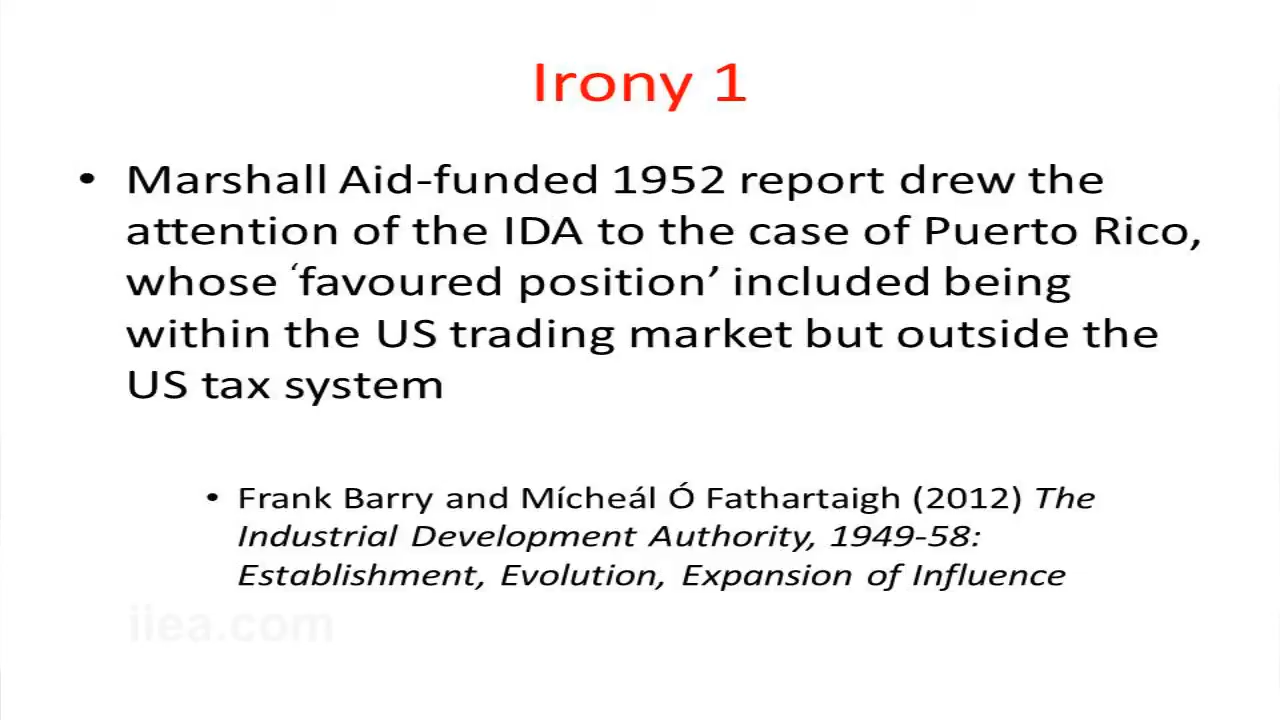 Irony 1
• Marshall Aid-funded 1952 report drew the
attention of the IDA to the case of Puerto Rico,
whose ‘favoured position’ included being
within the US trading market but outside the
US tax system
• Frank Barry and Mícheál Ó Fathartaigh (2012) The
Industrial Development Authority, 1949-58:
Establishment, Evolution, Expansion of Influence
iiea.com